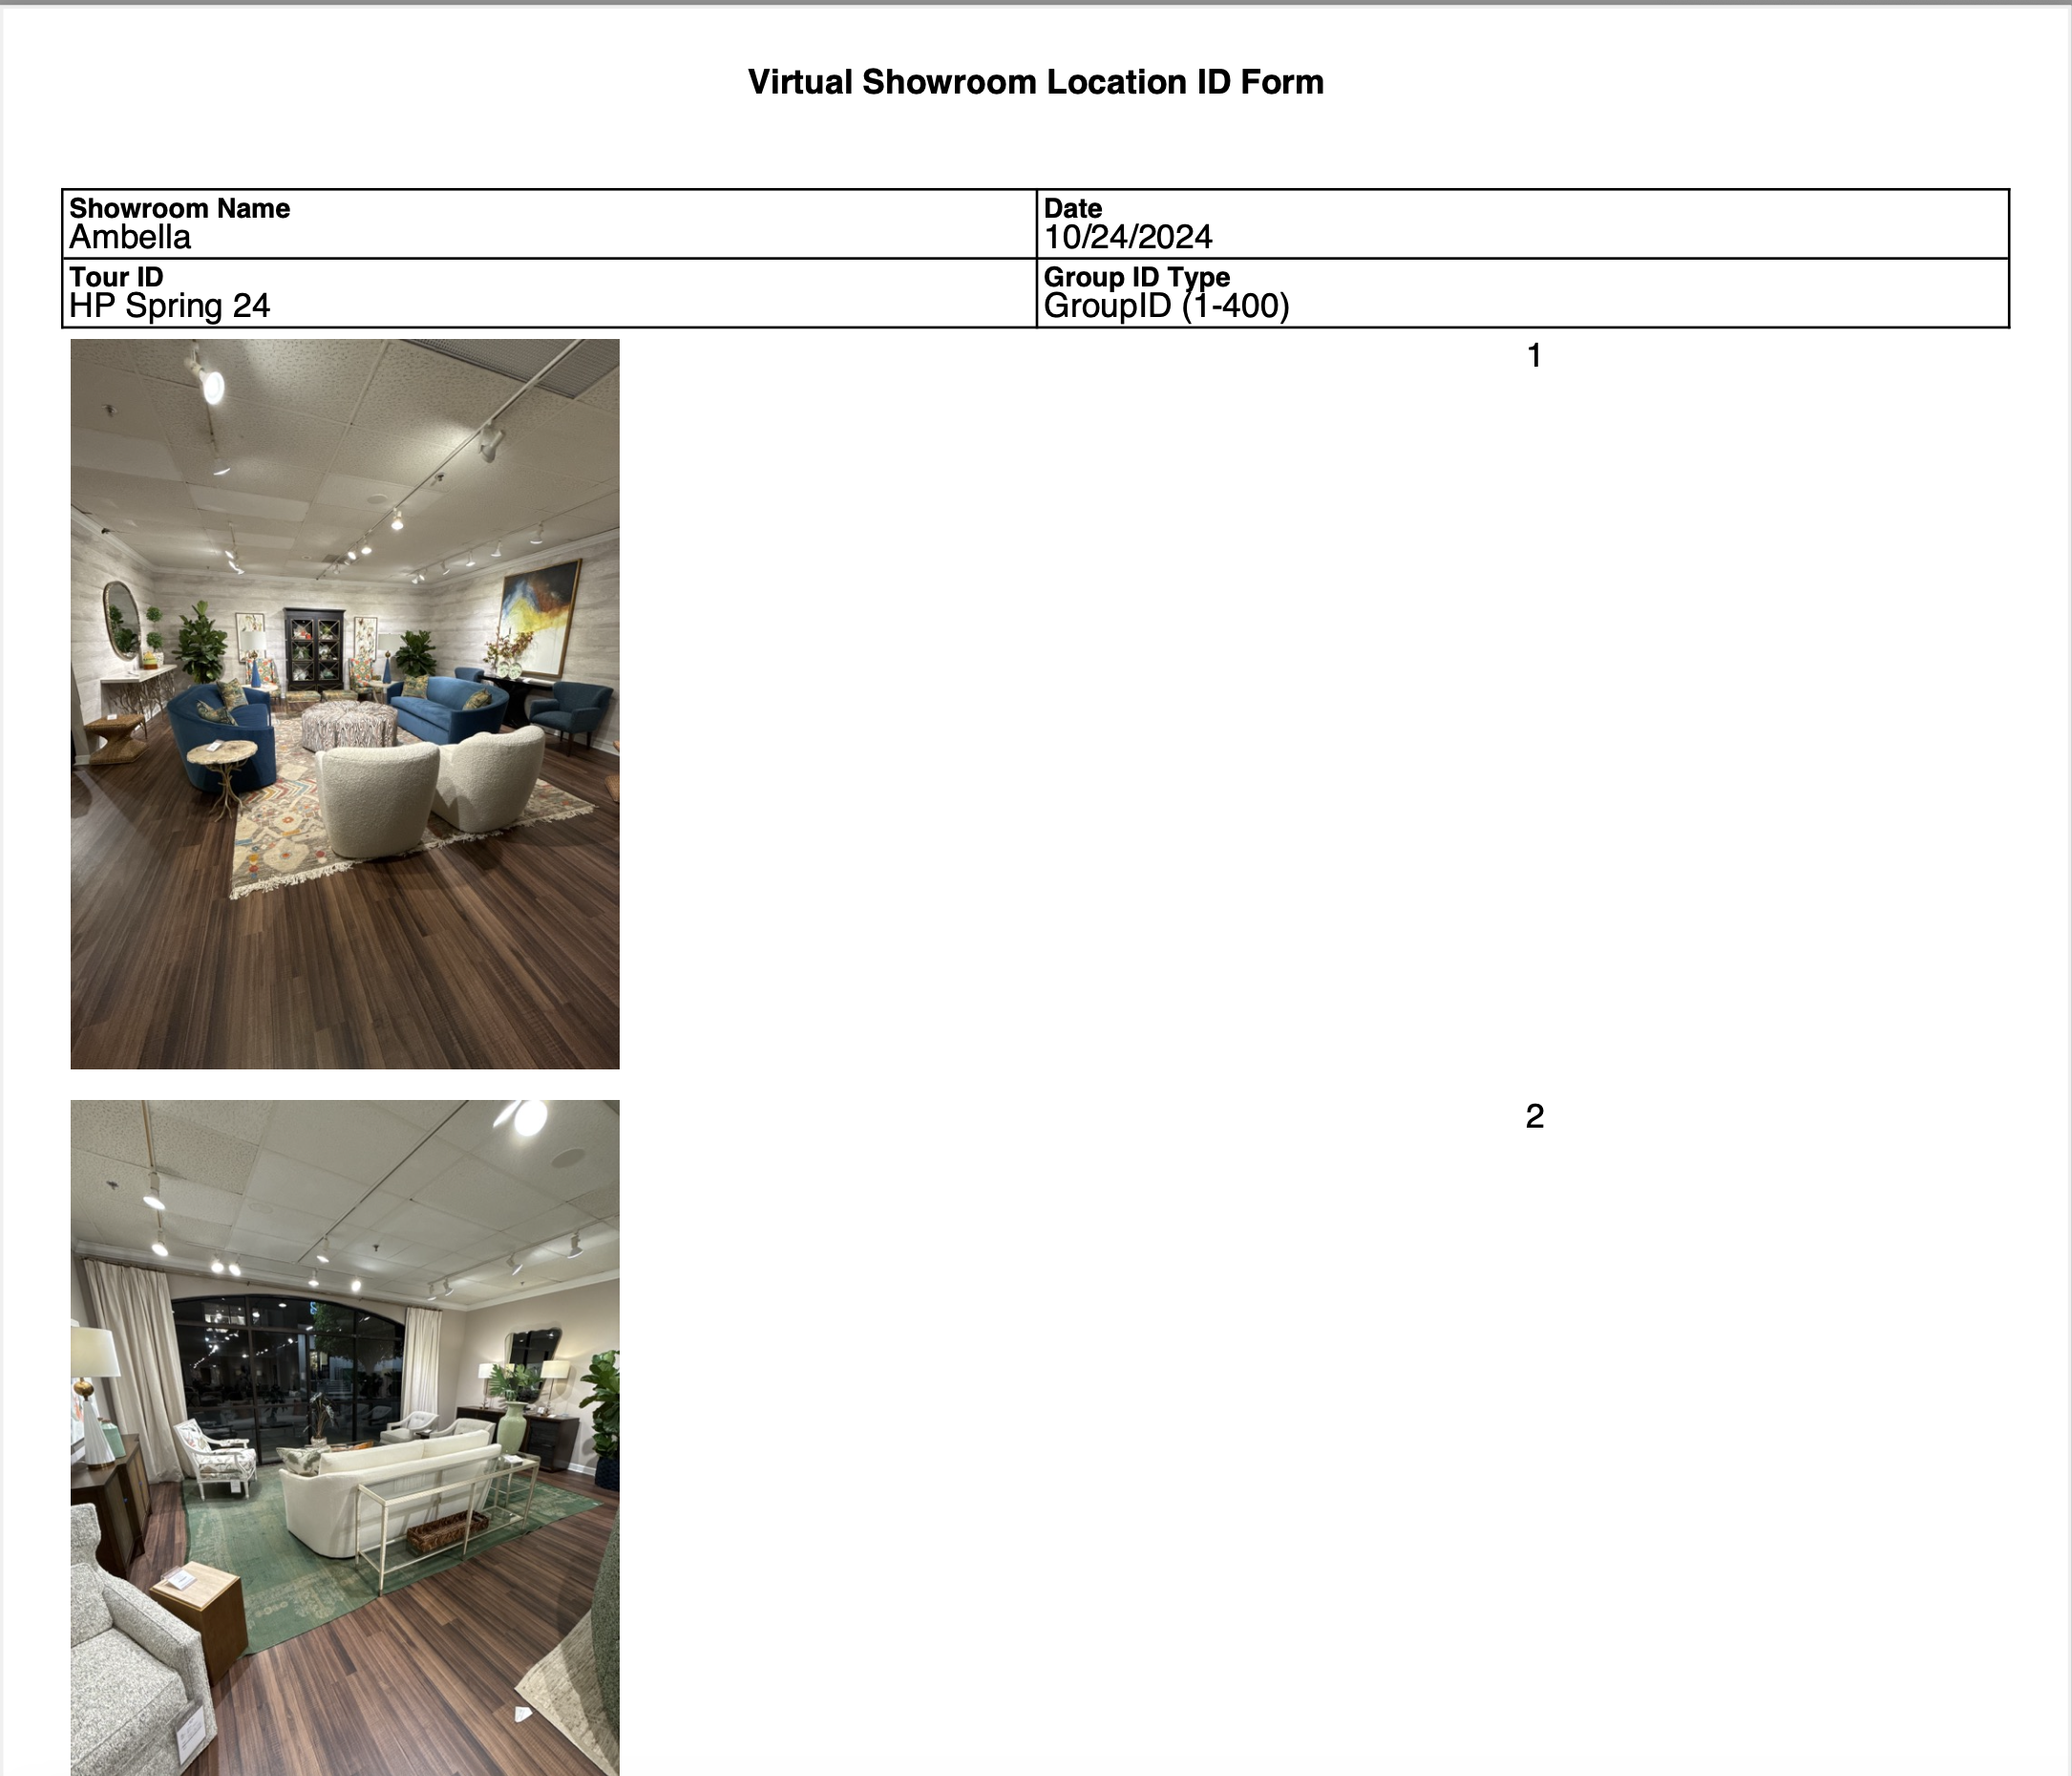 Virtual Showroom Location ID Form
Showroom Name
Ambella
Date
10/24/2024
Tour ID
HP Spring 24
Group ID Type
GroupID (1-400)
1
2